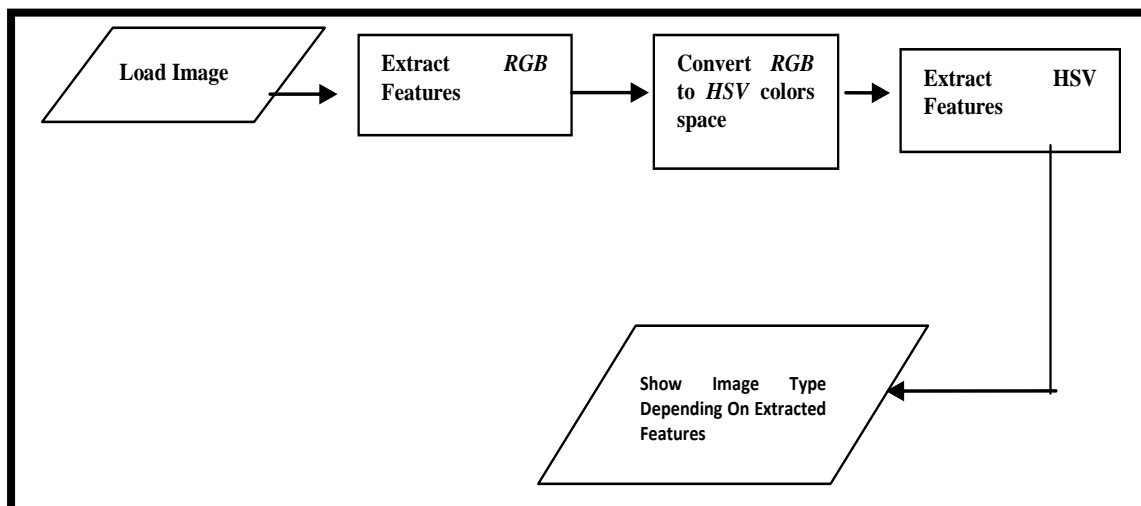 Load Image
Extract RGB
Features
Convert RGB
to HSV colors
space
Extract HSV
Features
Show Image Type
Depending On Extracted
Features